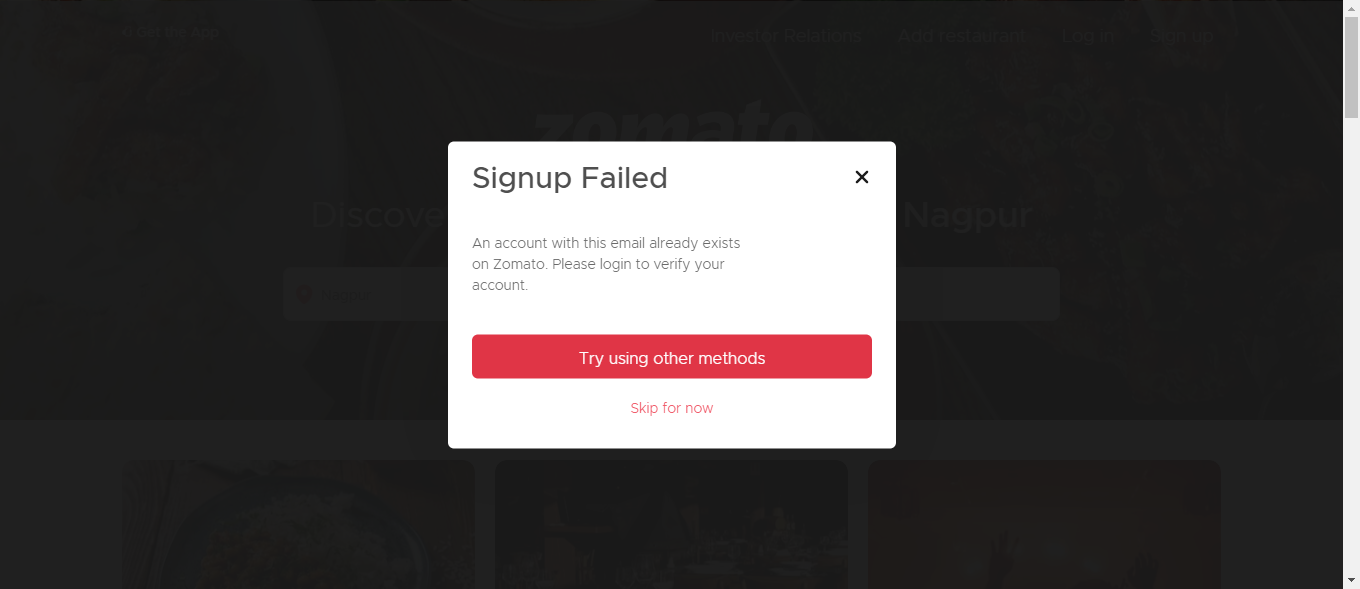 Get the App
Investor Relations
Add restaurant
Log in
Sign up
zomato
Discove
Nagpur
Signup Failed
An account with this email already exists
on Zomato. Please login to verify your
account.
Try using other methods
Skip for now